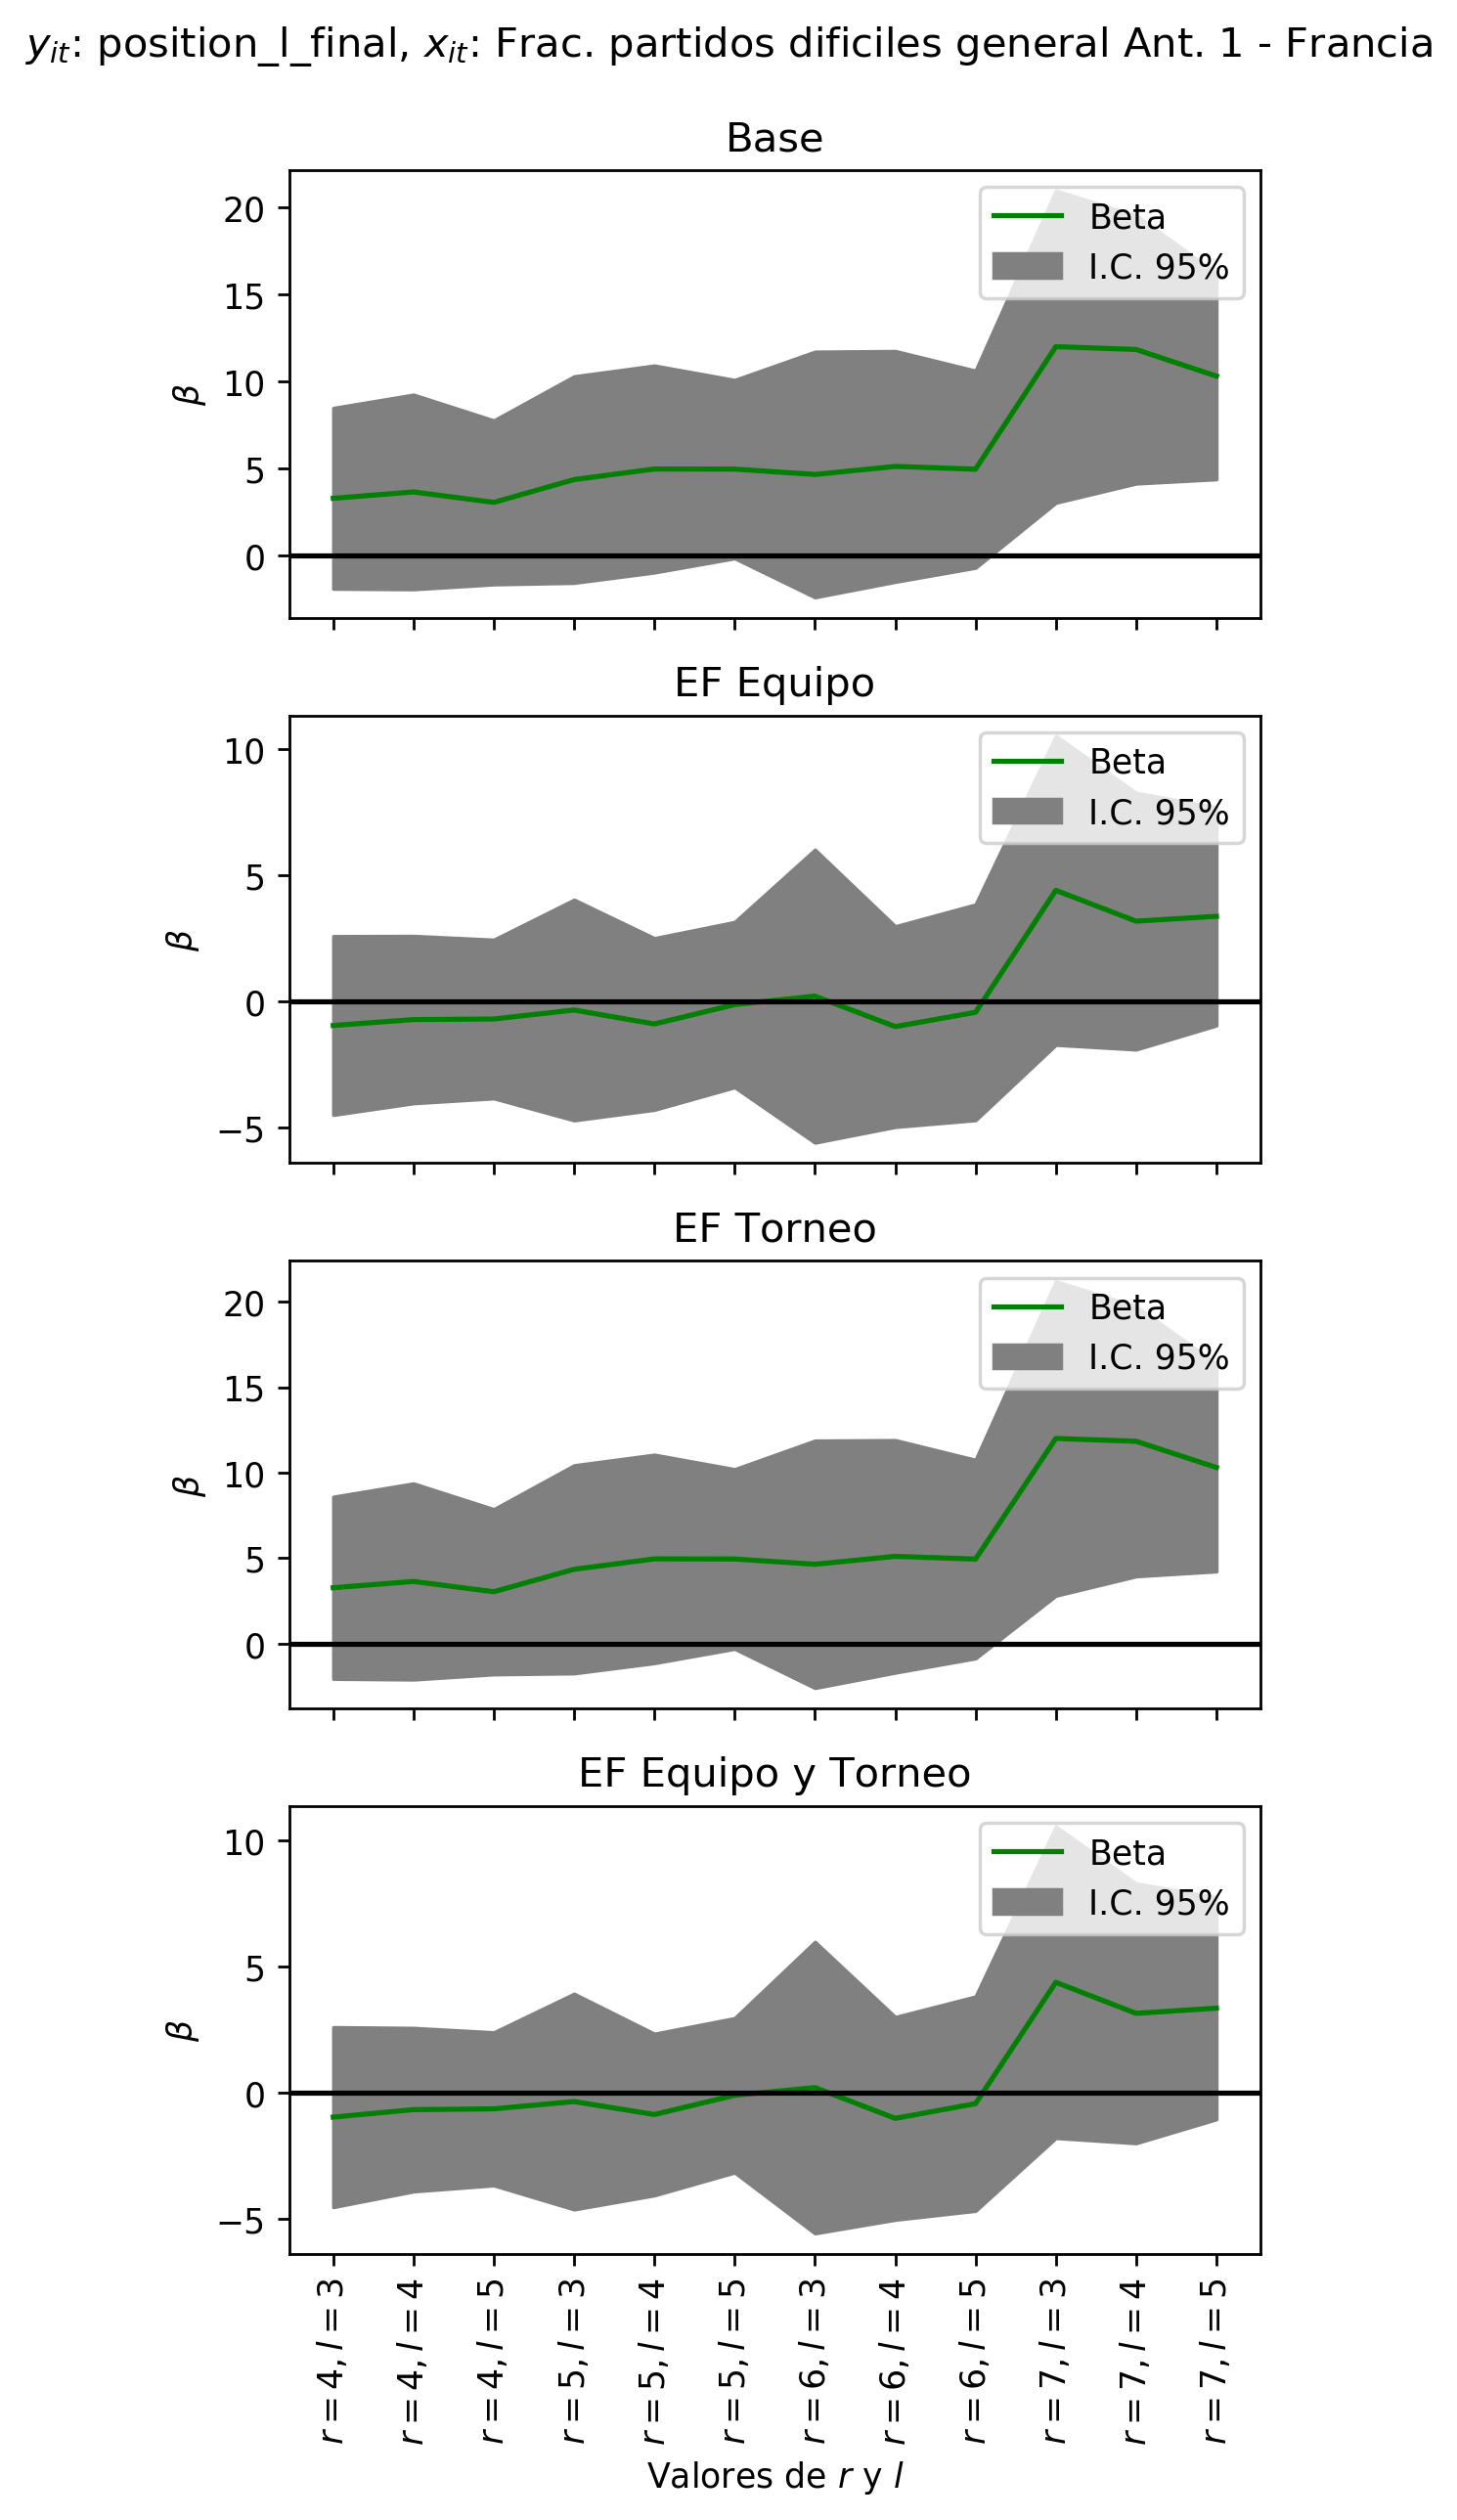 y_it: position_l_final, x_it: Frac. partidos dificiles general Ant. 1 - Francia
Base
Beta
I.C. 95%
20
15
10
5
0
β
EF Equipo
Beta
I.C. 95%
10
5
0
−5
β
EF Torneo
Beta
I.C. 95%
20
15
10
5
0
β
EF Equipo y Torneo
Beta
I.C. 95%
10
5
0
−5
β
r = 4, l = 3
r = 4, l = 4
r = 4, l = 5
r = 5, l = 3
r = 5, l = 4
r = 5, l = 5
r = 6, l = 3
r = 6, l = 4
r = 6, l = 5
r = 7, l = 3
r = 7, l = 4
r = 7, l = 5
Valores de r y l